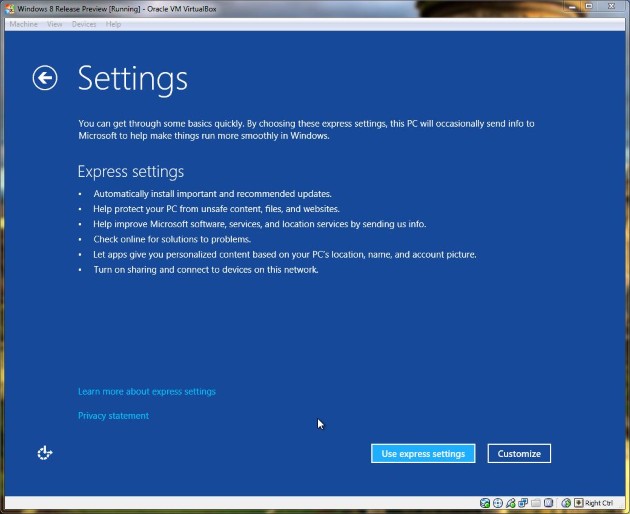 Windows 8 Release Preview [Running] - Oracle VM VirtualBox
Machine View Devices Help
Settings
You can get through some basics quickly. By choosing these express settings, this PC will occasionally send info to
Microsoft to help make things run more smoothly in Windows.
Express settings
• Automatically install important and recommended updates.
• Help protect your PC from unsafe content, files, and websites.
• Help improve Microsoft software, services, and location services by sending us info.
• Check online for solutions to problems.
• Let apps give you personalized content based on your PC's location, name, and account picture.
• Turn on sharing and connect to devices on this network.
Learn more about express settings
Privacy statement
Use express settings Customize
Right Ctrl